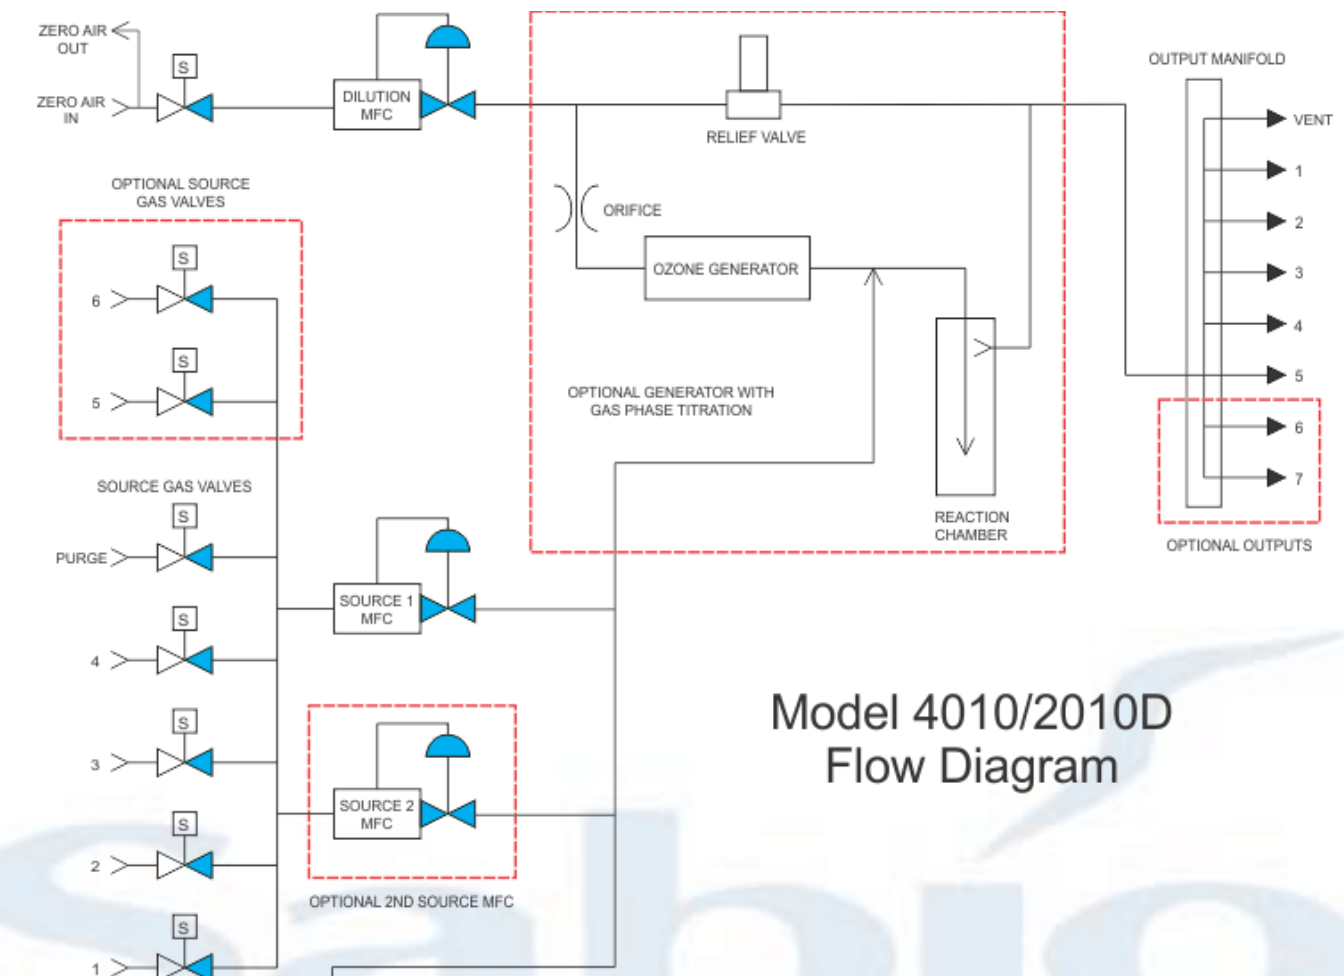 ZERO AIR
OUT
ZERO AIR
IN
S
DILUTION
MFC
RELIEF VALVE
OUTPUT MANIFOLD
VENT
1
2
3
4
5
6
7
OPTIONAL OUTPUTS
OPTIONAL SOURCE
GAS VALVES
S
6
S
5
ORIFICE
OZONE GENERATOR
OPTIONAL GENERATOR WITH
GAS PHASE TITRATION
REACTION
CHAMBER
SOURCE GAS VALVES
S
PURGE
S
4
S
3
S
2
S
1
SOURCE 1
MFC
SOURCE 2
MFC
OPTIONAL 2ND SOURCE MFC
Model 4010/2010D
Flow Diagram
Sabio